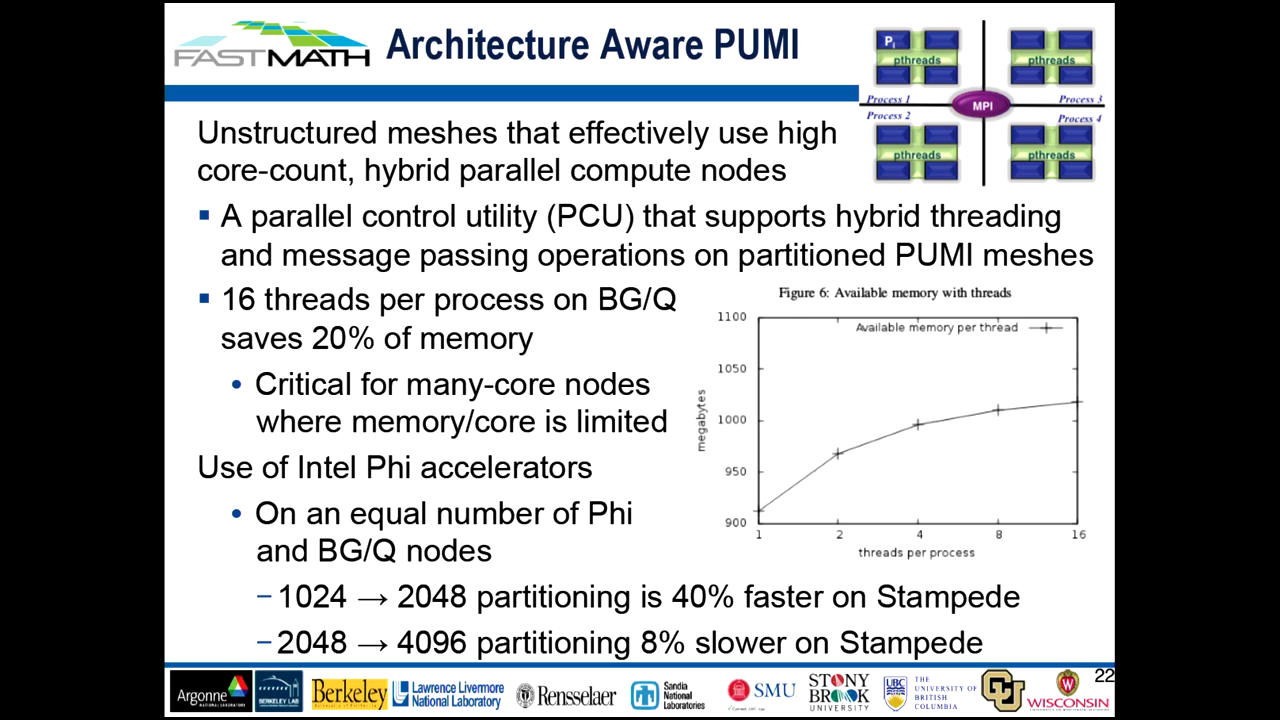 FASTMATH
Architecture Aware PUMI
Pi
pthreads
pthreads
Process 1
MPI
Process 3
Process 2
Process 4
pthreads
pthreads
Unstructured meshes that effectively use high
core-count, hybrid parallel compute nodes
▪ A parallel control utility (PCU) that supports hybrid threading
and message passing operations on partitioned PUMI meshes
▪ 16 threads per process on BG/Q
saves 20% of memory
• Critical for many-core nodes
where memory/core is limited
Use of Intel Phi accelerators
• On an equal number of Phi
and BG/Q nodes
− 1024 → 2048 partitioning is 40% faster on Stampede
− 2048 → 4096 partitioning 8% slower on Stampede
Figure 6: Available memory with threads
Available memory per thread
1100
1050
1000
950
900
megabytes
1 2 4 8 16
threads per process
22
Argonne
NATIONAL LABORATORY
BERKELEY LAB
Berkeley
Lawrence Livermore
National Laboratory
Rensselaer
Sandia
National
Laboratories
SMU
STONY
BROOK
UNIVERSITY
UBC
THE
UNIVERSITY OF
BRITISH
COLUMBIA
CU
WISCONSIN